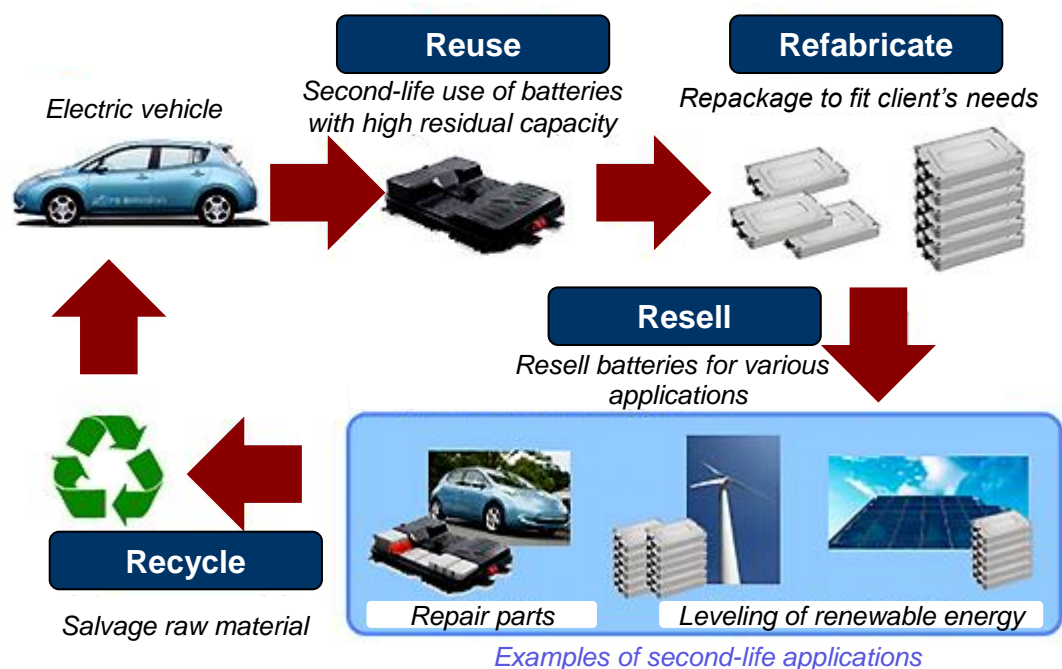 Reuse
Refabricate
Electric vehicle
Second-life use of batteries
with high residual capacity
Repackage to fit client's needs
Resell
Resell batteries for various
applications
Recycle
Salvage raw material
Repair parts
Leveling of renewable energy
Examples of second-life applications